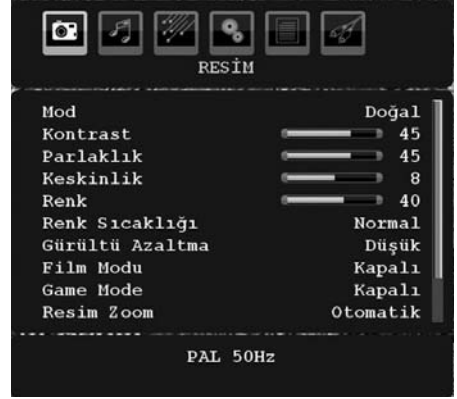 RESİM
Mod Doğal
Kontrast 45
Parlaklık 45
Keskinlik 8
Renk 40
Renk Sıcaklığı Normal
Gürültü Azaltma Düşük
Film Modu Kapalı
Game Mode Kapalı
Resim Zoom Otomatik
PAL 50Hz